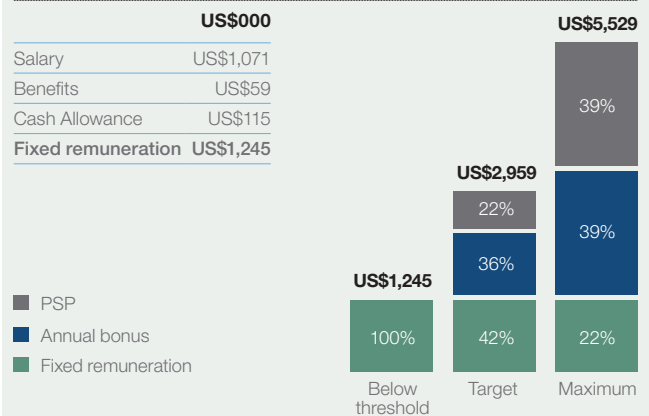 US$000
Salary US$1,071
Benefits US$59
Cash Allowance US$115
Fixed remuneration US$1,245
PSP
Annual bonus
Fixed remuneration
US$1,245
100%
Below
threshold
US$2,959
22%
36%
42%
Target
US$5,529
39%
39%
22%
Maximum